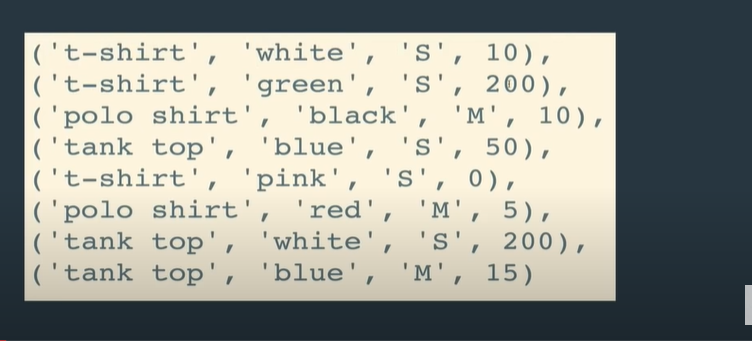 ('t-shirt', 'white', 'S', 10),
('t-shirt', 'green', 'S', 200),
('polo shirt', 'black', 'M', 10),
('tank top', 'blue', 'S', 50),
('t-shirt', 'pink', 'S', 0),
('polo shirt', 'red', 'M', 5),
('tank top', 'white', 'S', 200),
('tank top', 'blue', 'M', 15)